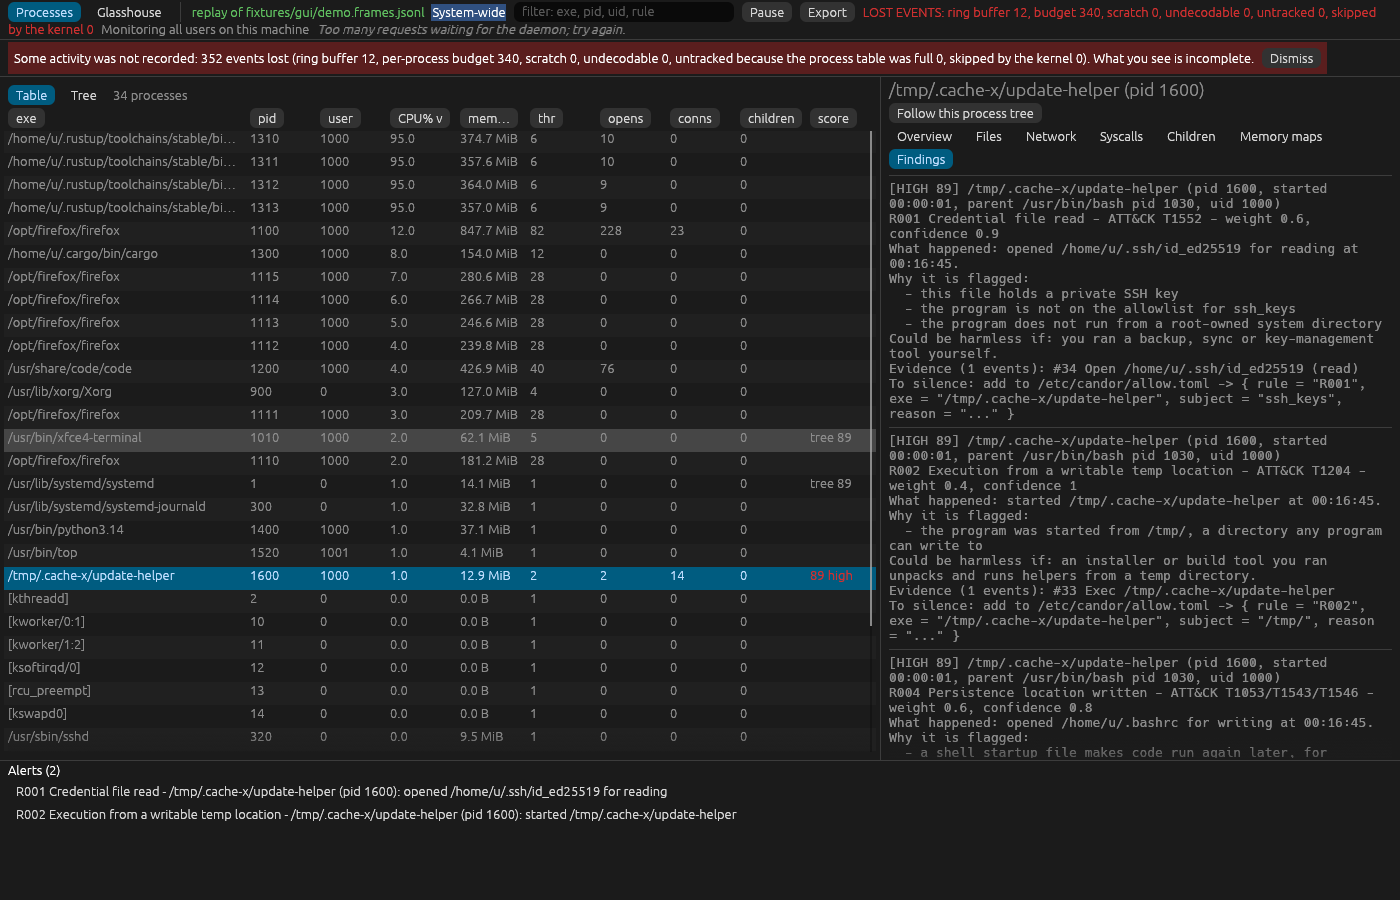 Processes Glasshouse replay of fixtures/gui/demo.frames.jsonl System-wide filter: exe, pid, uid, rule Pause Export LOST EVENTS: ring buffer 12, budget 340, scratch 0, undecodable 0, untracked 0, skipped
by the kernel 0 Monitoring all users on this machine Too many requests waiting for the daemon; try again.
Some activity was not recorded: 352 events lost (ring buffer 12, per-process budget 340, scratch 0, undecodable 0, untracked because the process table was full 0, skipped by the kernel 0). What you see is incomplete. Dismiss
Table Tree 34 processes
exe pid user CPU% v mem... thr opens conns children score
/home/u/.rustup/toolchains/stable/bi... 1310 1000 95.0 374.7 MiB 6 10 0 0
/home/u/.rustup/toolchains/stable/bi... 1311 1000 95.0 357.6 MiB 6 10 0 0
/home/u/.rustup/toolchains/stable/bi... 1312 1000 95.0 364.0 MiB 6 9 0 0
/home/u/.rustup/toolchains/stable/bi... 1313 1000 95.0 357.0 MiB 6 9 0 0
/opt/firefox/firefox 1100 1000 12.0 847.7 MiB 82 228 23 0
/home/u/.cargo/bin/cargo 1300 1000 8.0 154.0 MiB 12 0 0 0
/opt/firefox/firefox 1115 1000 7.0 280.6 MiB 28 0 0 0
/opt/firefox/firefox 1114 1000 6.0 266.7 MiB 28 0 0 0
/opt/firefox/firefox 1113 1000 5.0 246.6 MiB 28 0 0 0
/opt/firefox/firefox 1112 1000 4.0 239.8 MiB 28 0 0 0
/usr/share/code/code 1200 1000 4.0 426.9 MiB 40 76 0 0
/usr/lib/xorg/Xorg 900 0 3.0 127.0 MiB 4 0 0 0
/opt/firefox/firefox 1111 1000 3.0 209.7 MiB 28 0 0 0
/usr/bin/xfce4-terminal 1010 1000 2.0 62.1 MiB 5 0 0 0 tree 89
/opt/firefox/firefox 1110 1000 2.0 181.2 MiB 28 0 0 0
/usr/lib/systemd/systemd 1 0 1.0 14.1 MiB 1 0 0 0 tree 89
/usr/lib/systemd/systemd-journald 300 0 1.0 32.8 MiB 1 0 0 0
/usr/bin/python3.14 1400 1000 1.0 37.1 MiB 1 0 0 0
/usr/bin/top 1520 1001 1.0 4.1 MiB 1 0 0 0
/tmp/.cache-x/update-helper 1600 1000 1.0 12.9 MiB 2 2 14 0 89 high
[kthreadd] 2 0 0.0 0.0 B 1 0 0 0
[kworker/0:1] 10 0 0.0 0.0 B 1 0 0 0
[kworker/1:2] 11 0 0.0 0.0 B 1 0 0 0
[ksoftirqd/0] 12 0 0.0 0.0 B 1 0 0 0
[rcu_preempt] 13 0 0.0 0.0 B 1 0 0 0
[kswapd0] 14 0 0.0 0.0 B 1 0 0 0
/usr/sbin/sshd 320 0 0.0 9.5 MiB 1 0 0 0
/tmp/.cache-x/update-helper (pid 1600)
Follow this process tree
Overview Files Network Syscalls Children Memory maps
Findings
[HIGH 89] /tmp/.cache-x/update-helper (pid 1600, started
00:00:01, parent /usr/bin/bash pid 1030, uid 1000)
R001 Credential file read - ATT&CK T1552 - weight 0.6,
confidence 0.9
What happened: opened /home/u/.ssh/id_ed25519 for reading at
00:16:45.
Why it is flagged:
- this file holds a private SSH key
- the program is not on the allowlist for ssh_keys
- the program does not run from a root-owned system directory
Could be harmless if: you ran a backup, sync or key-management
tool yourself.
Evidence (1 events): #34 Open /home/u/.ssh/id_ed25519 (read)
To silence: add to /etc/candor/allow.toml -> { rule = "R001",
exe = "/tmp/.cache-x/update-helper", subject = "ssh_keys",
reason = "..." }
[HIGH 89] /tmp/.cache-x/update-helper (pid 1600, started
00:00:01, parent /usr/bin/bash pid 1030, uid 1000)
R002 Execution from a writable temp location - ATT&CK T1204 -
weight 0.4, confidence 1
What happened: started /tmp/.cache-x/update-helper at 00:16:45.
Why it is flagged:
- the program was started from /tmp/, a directory any program
can write to
Could be harmless if: an installer or build tool you ran
unpacks and runs helpers from a temp directory.
Evidence (1 events): #33 Exec /tmp/.cache-x/update-helper
To silence: add to /etc/candor/allow.toml -> { rule = "R002",
exe = "/tmp/.cache-x/update-helper", subject = "/tmp/", reason
= "..." }
[HIGH 89] /tmp/.cache-x/update-helper (pid 1600, started
00:00:01, parent /usr/bin/bash pid 1030, uid 1000)
R004 Persistence location written - ATT&CK T1053/T1543/T1546 -
weight 0.6, confidence 0.8
What happened: opened /home/u/.bashrc for writing at 00:16:45.
Why it is flagged:
- a shell startup file makes code run again later, for
Alerts (2)
R001 Credential file read - /tmp/.cache-x/update-helper (pid 1600): opened /home/u/.ssh/id_ed25519 for reading
R002 Execution from a writable temp location - /tmp/.cache-x/update-helper (pid 1600): started /tmp/.cache-x/update-helper